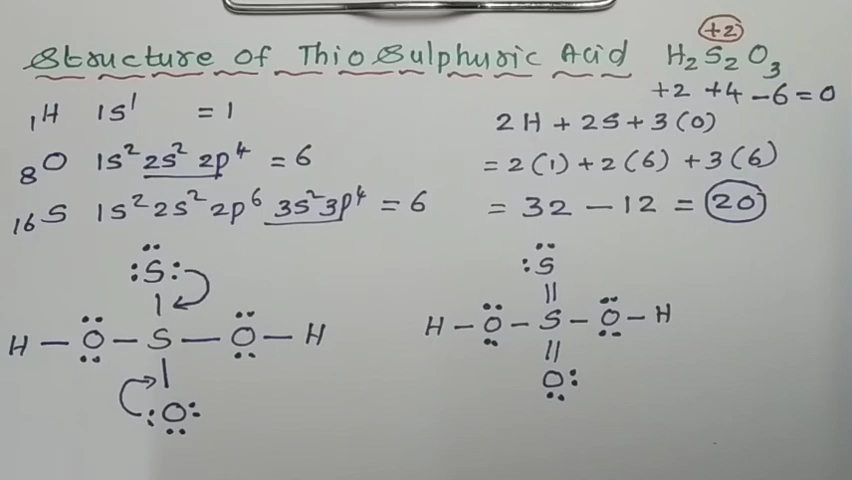 Structure of Thio Sulphuric Acid H₂S₂O₃
+2
+2 +4 -6 = 0
₁H 1s¹ = 1
2H + 2S + 3(O)
₈O 1s² 2s² 2p⁴ = 6
= 2(1) + 2(6) + 3(6)
₁₆S 1s² 2s² 2p⁶ 3s² 3p⁴ = 6
= 32 - 12 = 20
:S:
:S
H - O - S - O - H
H - O - S - O - H
:O:
O: